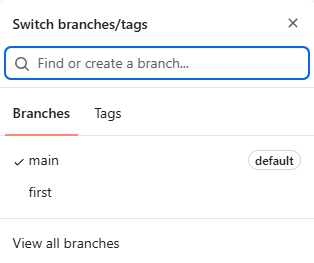 Switch branches/tags
Find or create a branch...
Branches Tags
main default
first
View all branches